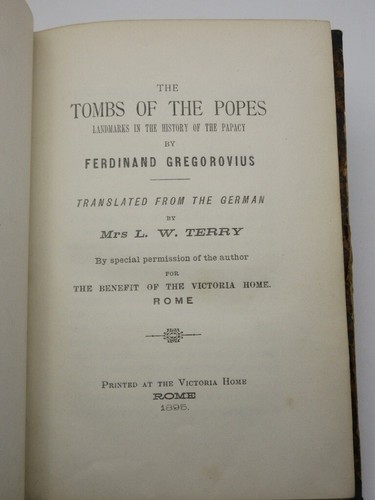 THE
TOMBS OF THE POPES
LANDMARKS IN THE HISTORY OF THE PAPACY
BY
FERDINAND GREGOROVIUS
TRANSLATED FROM THE GERMAN
BY
Mrs L. W. TERRY
By special permission of the author
FOR
THE BENEFIT OF THE VICTORIA HOME.
ROME
PRINTED AT THE VICTORIA HOME
ROME
1895.